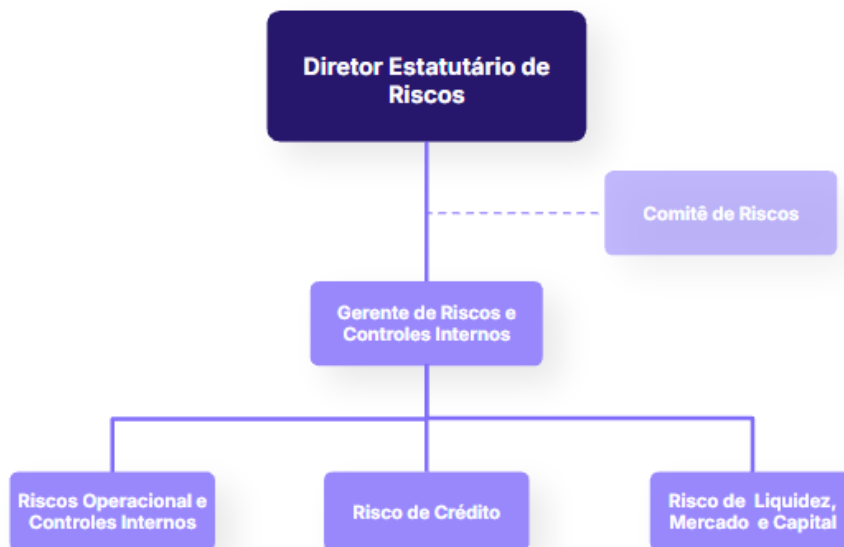 Diretor Estatutário de
Riscos
Comitê de Riscos
Gerente de Riscos e
Controles Internos
Riscos Operacional e
Controles Internos
Risco de Crédito
Risco de Liquidez,
Mercado e Capital